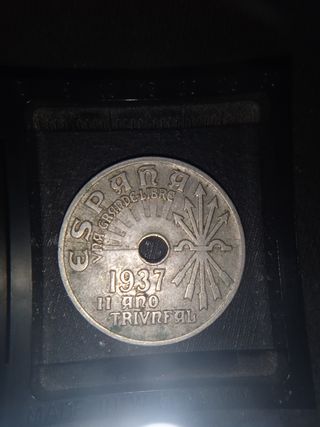 ESPAÑA
VNA GRANDE LIBRE
1937
II AÑO
TRIVNFAL